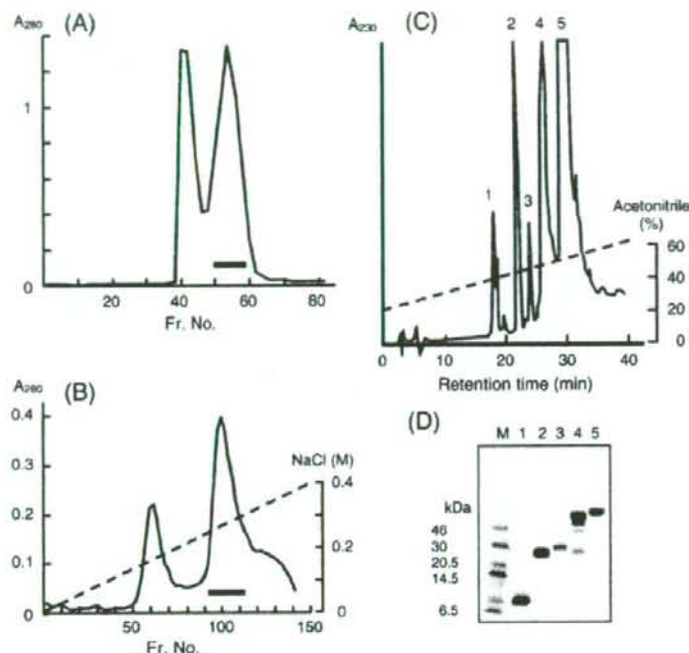 (A)
A280
1
20 40 60 80
Fr. No.
(B)
A280
0.4
0.3
0.2
0.1
0
NaCl (M)
0.4
0.2
0
50 100 150
Fr. No.
(C)
A230
2 4 5
1
3
Acetonitrile
(%)
60
40
20
0
0 10 20 30 40
Retention time (min)
(D)
M 1 2 3 4 5
kDa
46
30
20.5
14.5
6.5